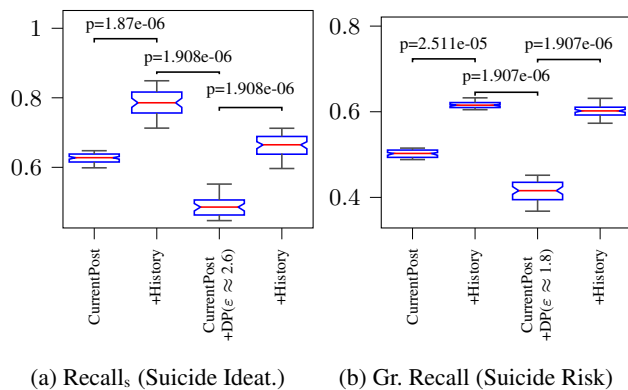 p=1.87e-06
p=1.908e-06
p=1.908e-06
1
0.8
0.6
CurrentPost
+History
CurrentPost
+DP(ε ≈ 2.6)
+History
(a) Recallₛ (Suicide Ideat.)
p=1.907e-06
p=2.511e-05
p=1.907e-06
0.8
0.6
0.4
CurrentPost
+History
CurrentPost
+DP(ε ≈ 1.8)
+History
(b) Gr. Recall (Suicide Risk)